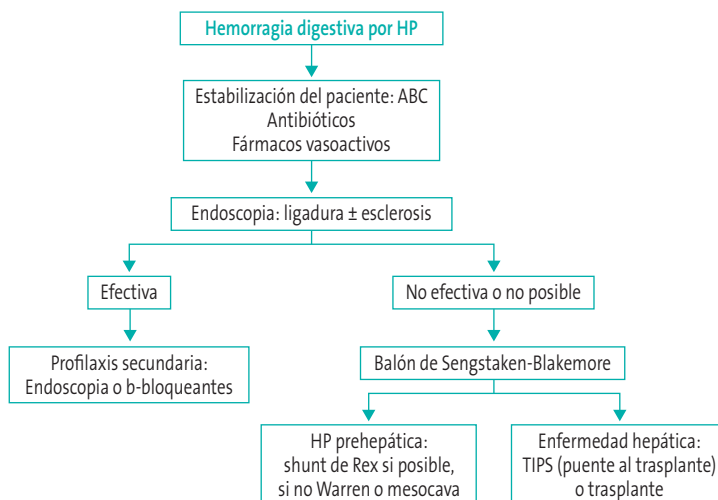 Hemorragia digestiva por HP
Estabilización del paciente: ABC
Antibióticos
Fármacos vasoactivos
Endoscopia: ligadura ± esclerosis
Efectiva
No efectiva o no posible
Profilaxis secundaria:
Endoscopia o b-bloqueantes
Balón de Sengstaken-Blakemore
HP prehepática:
shunt de Rex si posible,
si no Warren o mesocava
Enfermedad hepática:
TIPS (puente al trasplante)
o trasplante